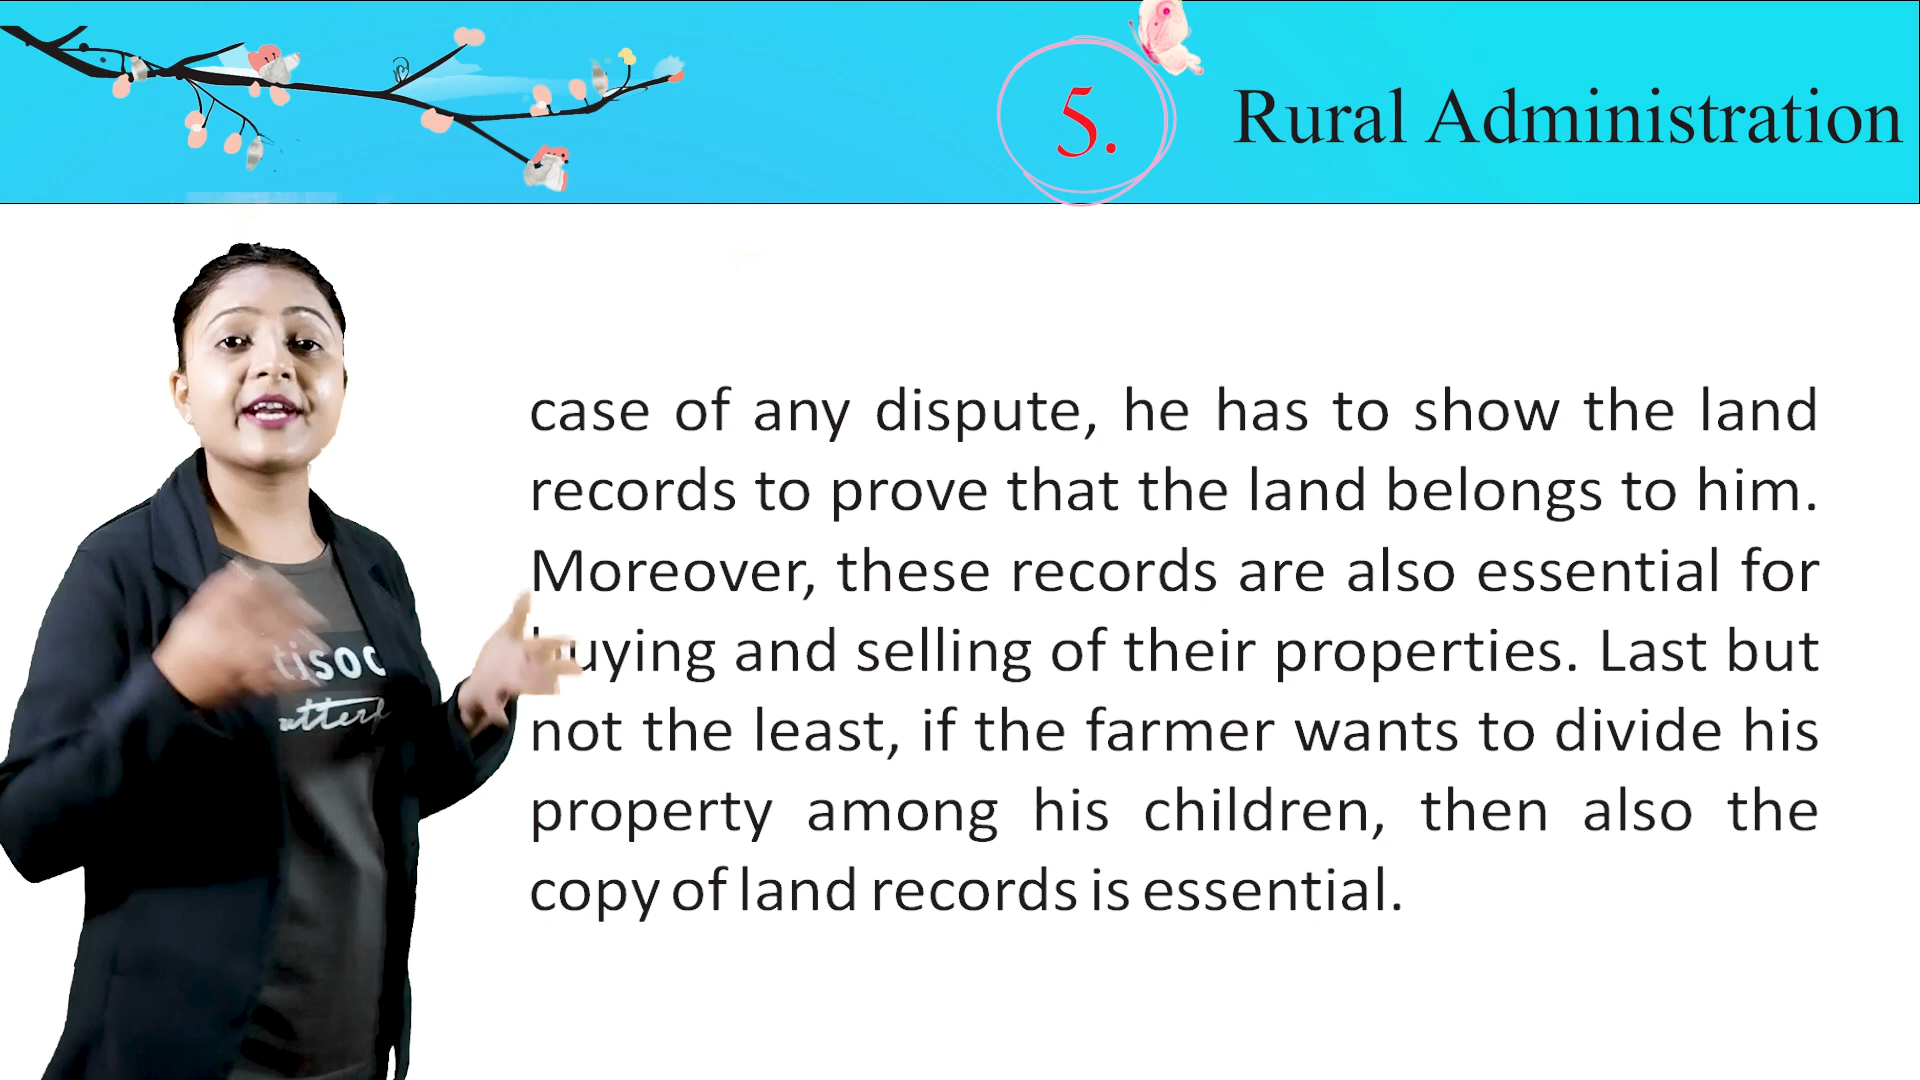 5.
Rural Administration
case of any dispute, he has to show the land
records to prove that the land belongs to him.
Moreover, these records are also essential for
buying and selling of their properties. Last but
not the least, if the farmer wants to divide his
property among his children, then also the
copy of land records is essential.